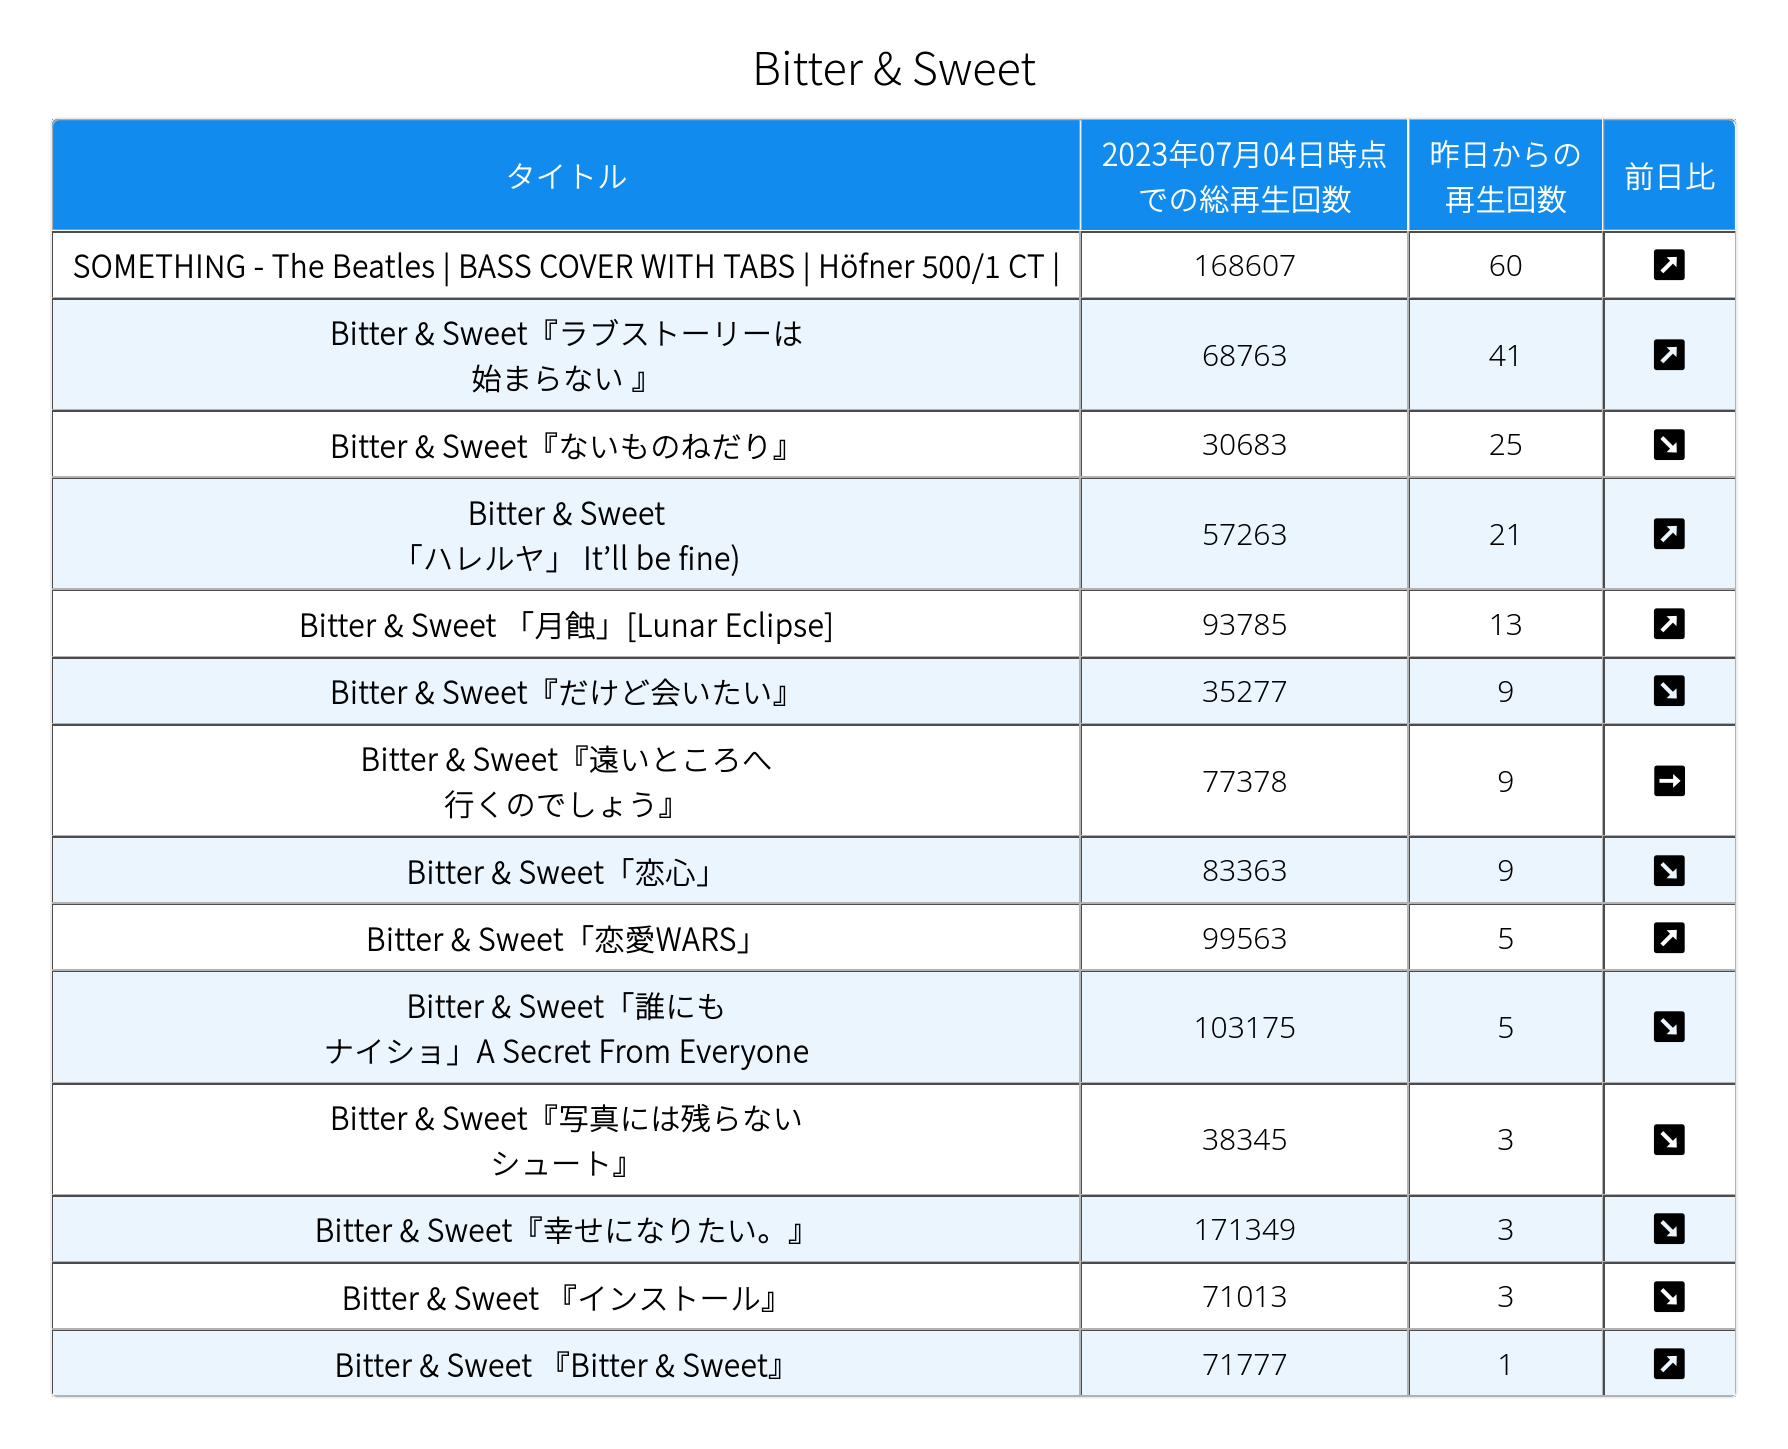 Bitter & Sweet
タイトル
2023年07月04日時点
での総再生回数
昨日からの
再生回数
前日比
SOMETHING - The Beatles | BASS COVER WITH TABS | Höfner 500/1 CT |
168607
60
Bitter & Sweet『ラブストーリーは
始まらない 』
68763
41
Bitter & Sweet『ないものねだり』
30683
25
Bitter & Sweet
「ハレルヤ」 It’ll be fine)
57263
21
Bitter & Sweet 「月蝕」[Lunar Eclipse]
93785
13
Bitter & Sweet『だけど会いたい』
35277
9
Bitter & Sweet『遠いところへ
行くのでしょう』
77378
9
Bitter & Sweet「恋心」
83363
9
Bitter & Sweet「恋愛WARS」
99563
5
Bitter & Sweet「誰にも
ナイショ」A Secret From Everyone
103175
5
Bitter & Sweet『写真には残らない
シュート』
38345
3
Bitter & Sweet『幸せになりたい。』
171349
3
Bitter & Sweet 『インストール』
71013
3
Bitter & Sweet 『Bitter & Sweet』
71777
1